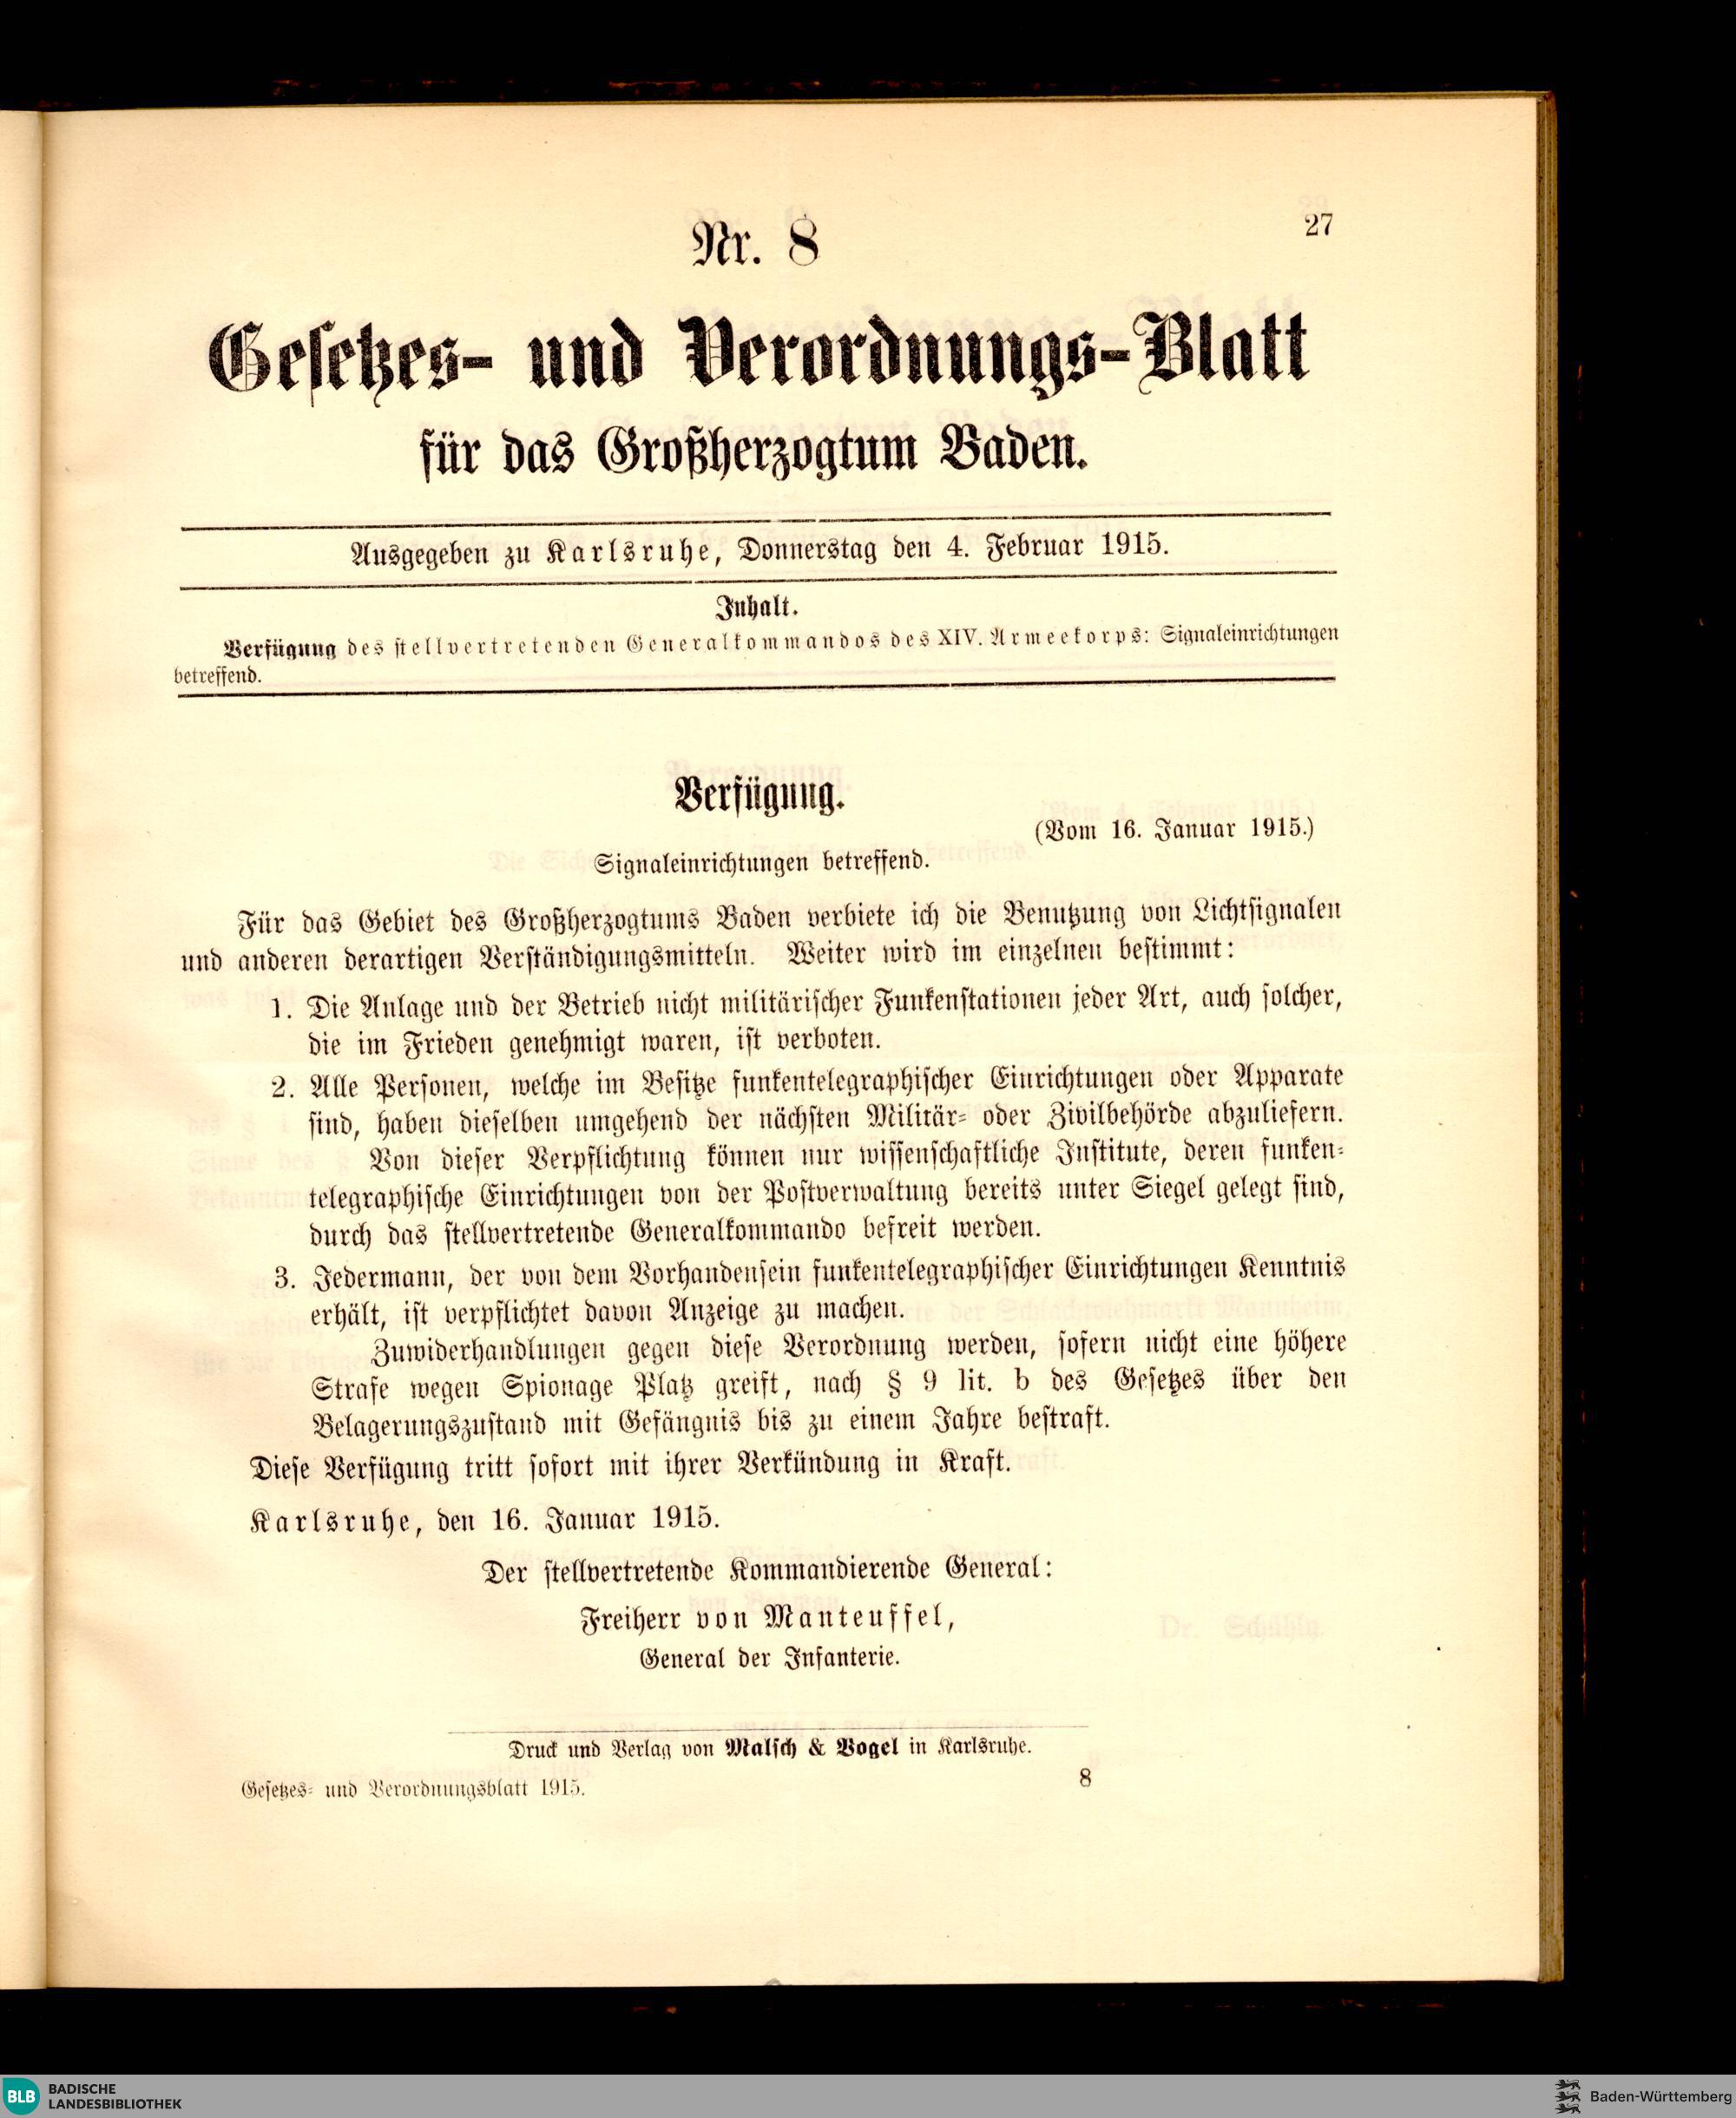 27
Nr. 8
Gesetzes- und Verordnungs-Blatt
für das Großherzogtum Baden.
Ausgegeben zu Karlsruhe, Donnerstag den 4. Februar 1915.
Inhalt.
Verfügung des stellvertretenden Generalkommandos des XIV. Armeekorps: Signaleinrichtungen
betreffend.
Verfügung.
(Vom 16. Januar 1915.)
Signaleinrichtungen betreffend.
Für das Gebiet des Großherzogtums Baden verbiete ich die Benutzung von Lichtsignalen
und anderen derartigen Verständigungsmitteln. Weiter wird im einzelnen bestimmt:
1. Die Anlage und der Betrieb nicht militärischer Funkenstationen jeder Art, auch solcher,
die im Frieden genehmigt waren, ist verboten.
2. Alle Personen, welche im Besitze funkentelegraphischer Einrichtungen oder Apparate
sind, haben dieselben umgehend der nächsten Militär- oder Zivilbehörde abzuliefern.
Von dieser Verpflichtung können nur wissenschaftliche Institute, deren funken-
telegraphische Einrichtungen von der Postverwaltung bereits unter Siegel gelegt sind,
durch das stellvertretende Generalkommando befreit werden.
3. Jedermann, der von dem Vorhandensein funkentelegraphischer Einrichtungen Kenntnis
erhält, ist verpflichtet davon Anzeige zu machen.
Zuwiderhandlungen gegen diese Verordnung werden, sofern nicht eine höhere
Strafe wegen Spionage Platz greift, nach § 9 lit. b des Gesetzes über den
Belagerungszustand mit Gefängnis bis zu einem Jahre bestraft.
Diese Verfügung tritt sofort mit ihrer Verkündung in Kraft.
Karlsruhe, den 16. Januar 1915.
Der stellvertretende Kommandierende General:
Freiherr von Manteuffel,
General der Infanterie.
Druck und Verlag von Malsch & Vogel in Karlsruhe.
Gesetzes- und Verordnungsblatt 1915.
8
BLB BADISCHE
LANDESBIBLIOTHEK
Baden-Württemberg